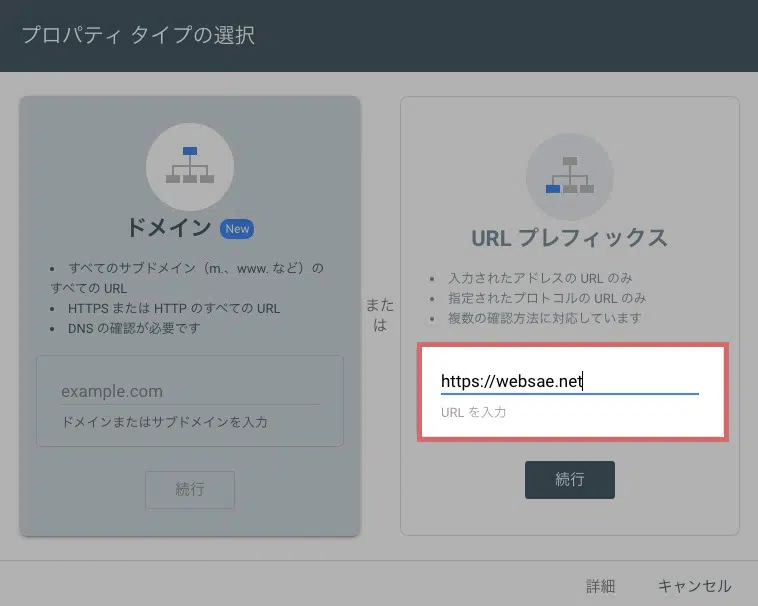 プロパティ タイプの選択
ドメイン New
• すべてのサブドメイン（m.、www. など）の
すべての URL
• HTTPS または HTTP のすべての URL
• DNS の確認が必要です
example.com
ドメインまたはサブドメインを入力
続行
また
は
URL プレフィックス
• 入力されたアドレスの URL のみ
• 指定されたプロトコルの URL のみ
• 複数の確認方法に対応しています
https://websae.net
URL を入力
続行
詳細
キャンセル